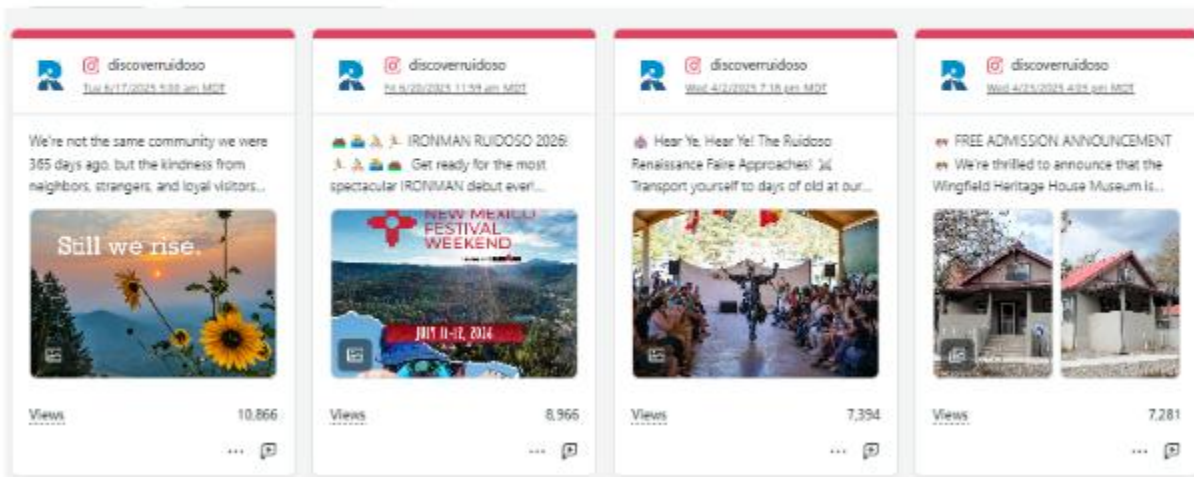 discoverruidoso
Tue 6/17/2025 5:00 am MDT
We're not the same community we were
365 days ago, but the kindness from
neighbors, strangers, and loyal visitors...
Still we rise.
Views 10,866
discoverruidoso
Fri 6/20/2025 11:59 am MDT
IRONMAN RUIDOSO 2026!
Get ready for the most
spectacular IRONMAN debut ever!...
NEW MEXICO
FESTIVAL
WEEKEND
JULY 11-12, 2026
Views 8,966
discoverruidoso
Wed 4/2/2025 7:18 pm MDT
Hear Ye, Hear Ye! The Ruidoso
Renaissance Faire Approaches!
Transport yourself to days of old at our...
Views 7,394
discoverruidoso
Wed 4/23/2025 4:05 pm MDT
FREE ADMISSION ANNOUNCEMENT
We're thrilled to announce that the
Wingfield Heritage House Museum is...
Views 7,281